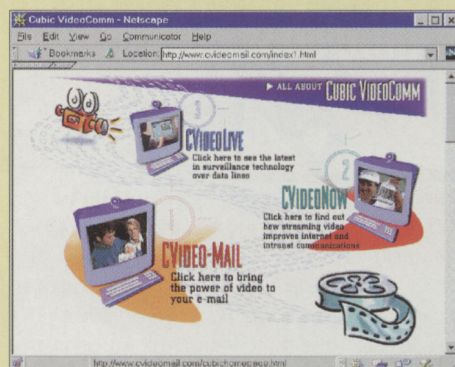 Cubic VideoComm - Netscape
File Edit View Go Communicator Help
Bookmarks Location: http://www.cvideomail.com/index1.html
ALL ABOUT CUBIC VIDEOCOMM
3
CVIDEOLIVE
Click here to see the latest
in surveillance technology
over data lines
2
CVIDEONOW
Click here to find out
how streaming video
improves internet and
intranet communications
1
CVIDEO-MAIL
Click here to bring
the power of video to
your e-mail
http://www.cvideomail.com/cubichomepage.html